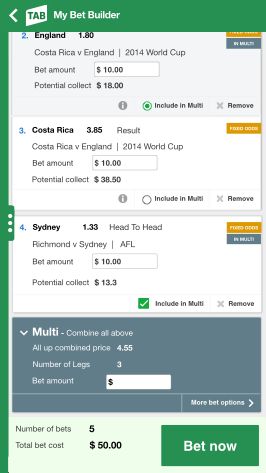 TAB My Bet Builder
2. England 1.80
IN MULTI
Costa Rica v England | 2014 World Cup
Bet amount $ 10.00
Potential collect $ 18.00
i Include in Multi Remove
3. Costa Rica 3.85 Result FIXED ODDS
Costa Rica v England | 2014 World Cup
Bet amount $ 10.00
Potential collect $ 38.50
i Include in Multi Remove
4. Sydney 1.33 Head To Head FIXED ODDS
IN MULTI
Richmond v Sydney | AFL
Bet amount $ 10.00
Potential collect $ 13.3
Include in Multi Remove
Multi - Combine all above
All up combined price 4.55
Number of Legs 3
Bet amount $
More bet options
Number of bets 5
Total bet cost $ 50.00
Bet now